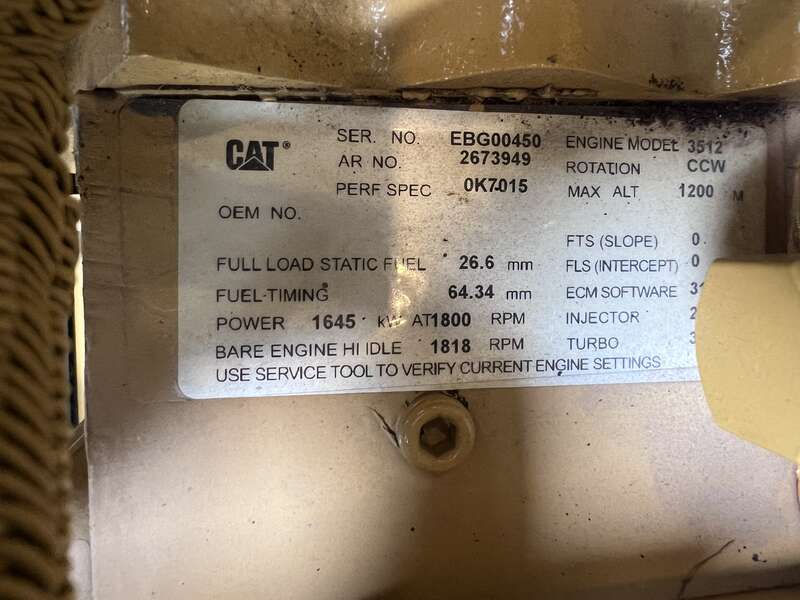 CAT®
SER. NO. EBG00450 ENGINE MODEL 3512
AR NO. 2673949 ROTATION CCW
PERF SPEC 0K7015 MAX ALT 1200 M
OEM NO.
FTS (SLOPE) 0
FULL LOAD STATIC FUEL 26.6 mm FLS (INTERCEPT) 0
FUEL-TIMING 64.34 mm ECM SOFTWARE
POWER 1645 kW AT 1800 RPM INJECTOR
BARE ENGINE HI IDLE 1818 RPM TURBO
USE SERVICE TOOL TO VERIFY CURRENT ENGINE SETTINGS